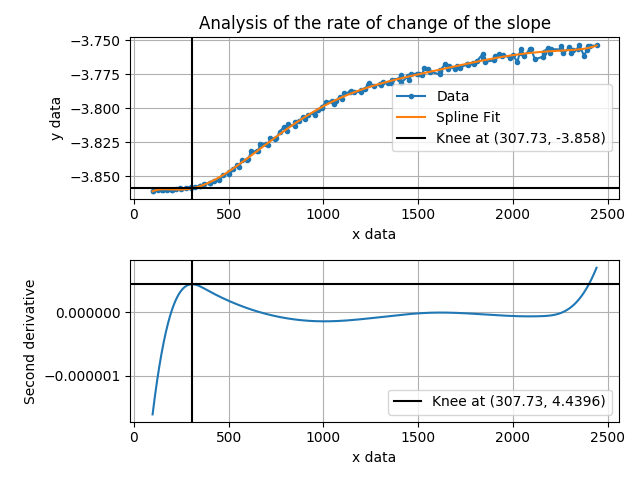 Analysis of the rate of change of the slope
−3.750
−3.775
−3.800
−3.825
−3.850
y data
Data
Spline Fit
Knee at (307.73, -3.858)
0 500 1000 1500 2000 2500
x data
0.000000
−0.000001
Second derivative
Knee at (307.73, 4.4396)
0 500 1000 1500 2000 2500
x data